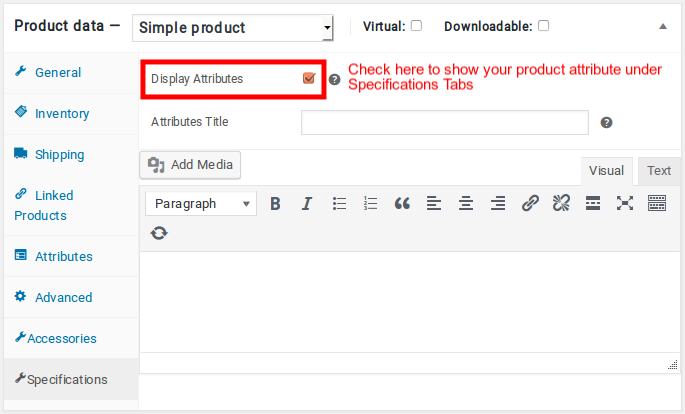 Product data — Simple product Virtual: Downloadable:
General
Inventory
Shipping
Linked
Products
Attributes
Advanced
Accessories
Specifications
Display Attributes
Check here to show your product attribute under
Specifications Tabs
Attributes Title
Add Media
Visual Text
Paragraph